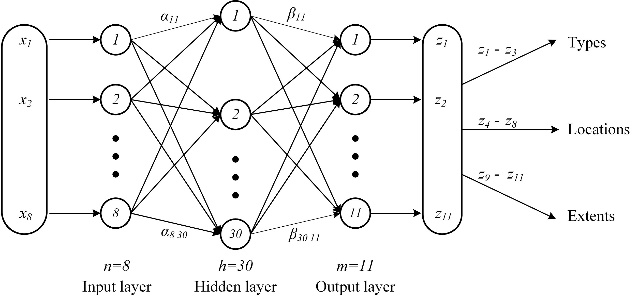 α11
β11
x1
x2
x8
1
2
8
1
2
30
1
2
11
z1
z2
z11
z1 - z3
z4 - z8
z9 - z11
Types
Locations
Extents
α8 30
β30 11
n=8
h=30
m=11
Input layer
Hidden layer
Output layer